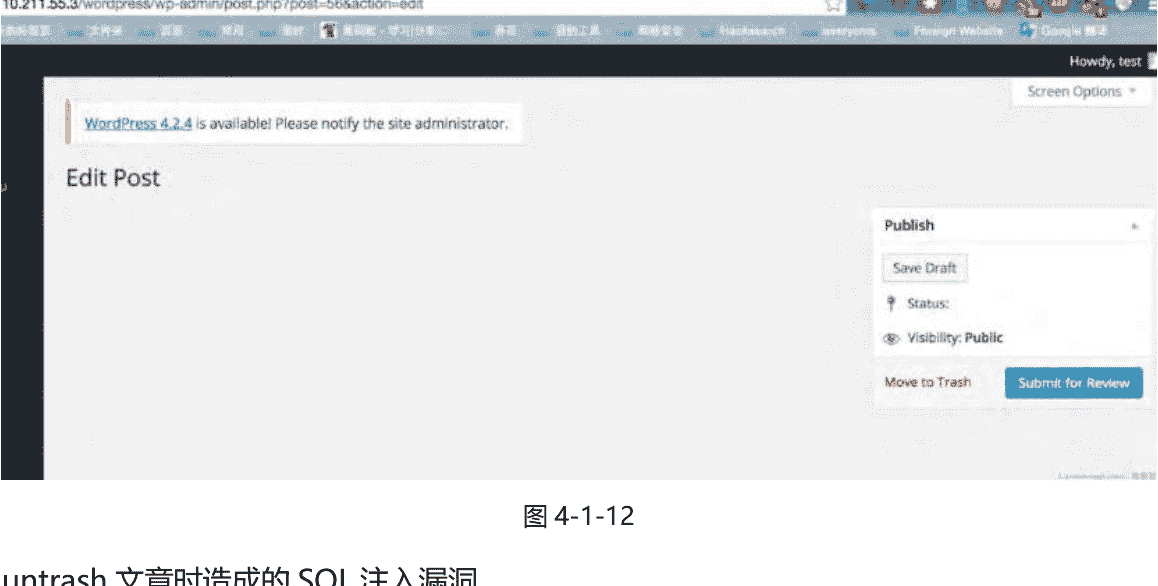 10.211.55.3/wordpress/wp-admin/post.php?post=56&action=edit
Foreign Website
Howdy, test
Screen Options
WordPress 4.2.4 is available! Please notify the site administrator.
Edit Post
Publish
Save Draft
Status:
Visibility: Public
Move to Trash
Submit for Review
图 4-1-12
untrash 文章时造成的 SQL 注入漏洞